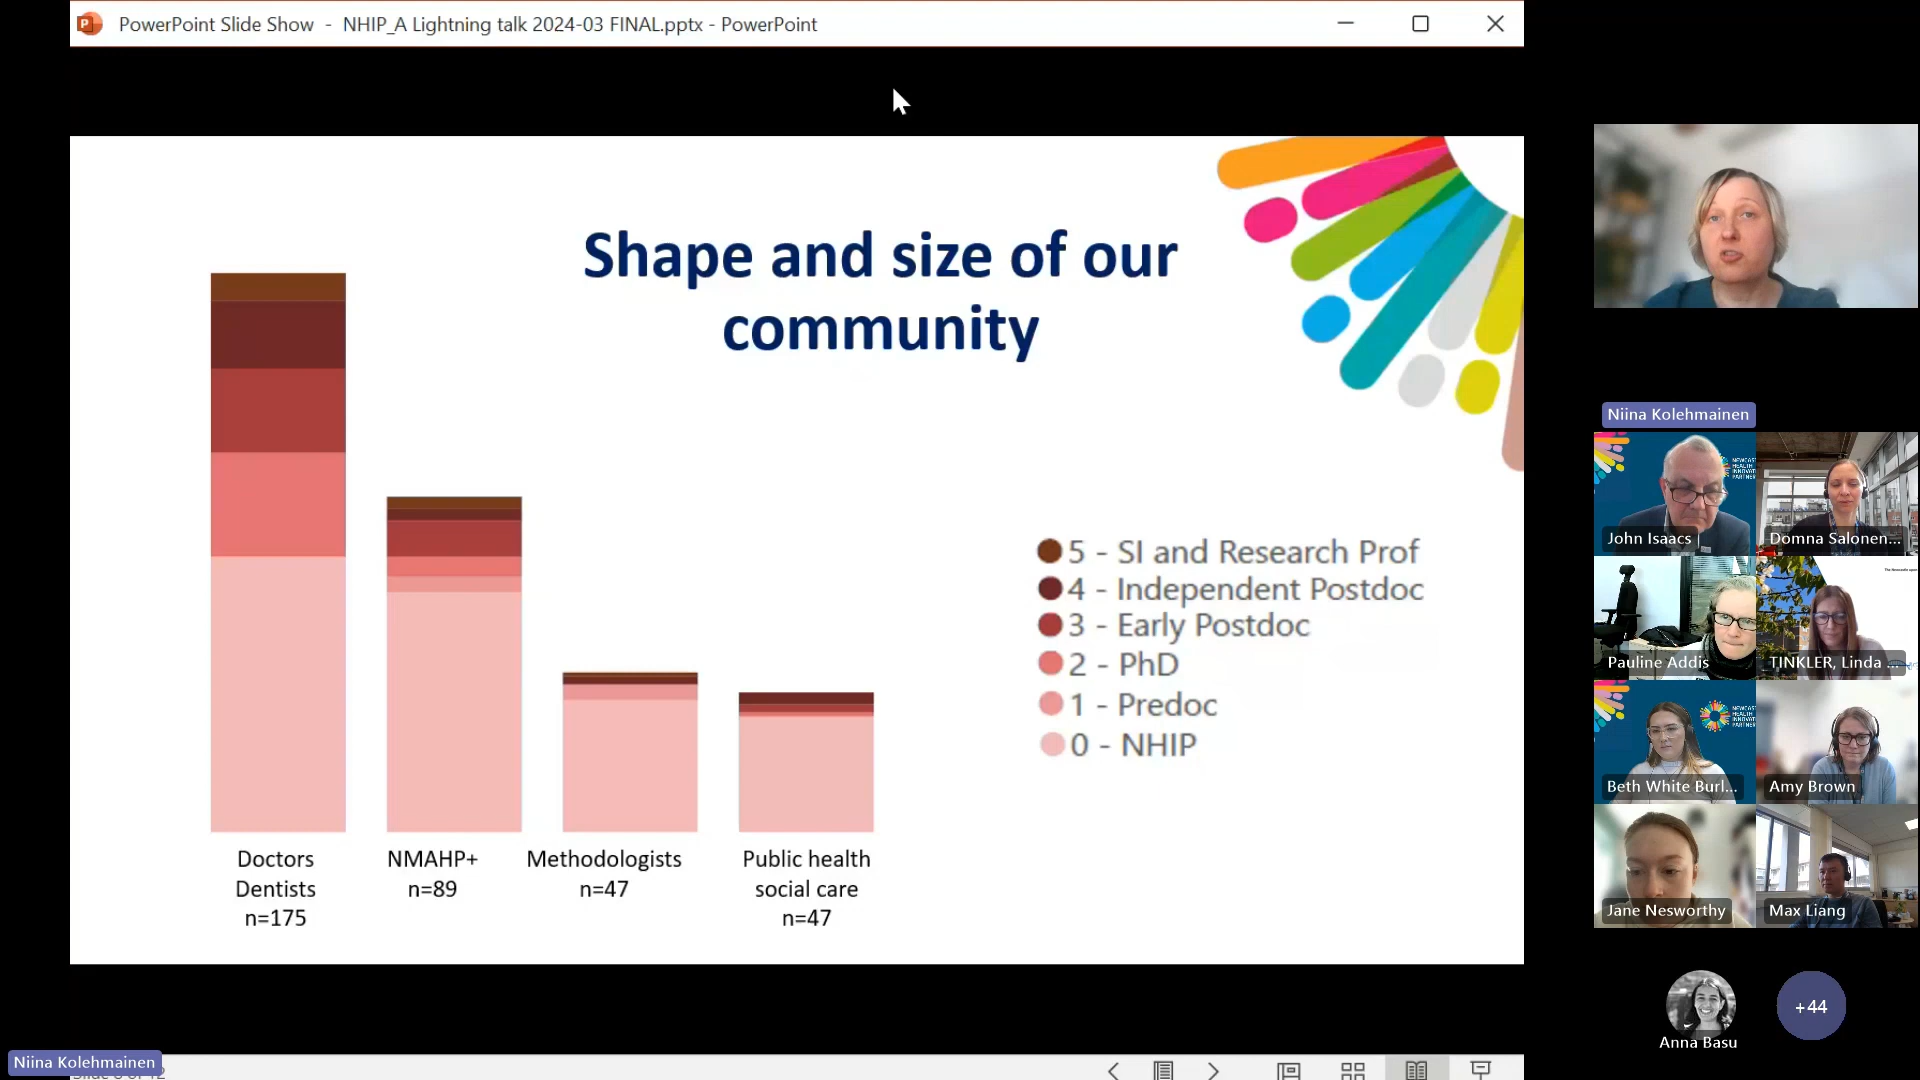 PowerPoint Slide Show - NHIP_A Lightning talk 2024-03 FINAL.pptx - PowerPoint
Shape and size of our
community
5 - SI and Research Prof
4 - Independent Postdoc
3 - Early Postdoc
2 - PhD
1 - Predoc
0 - NHIP
Doctors
Dentists
n=175
NMAHP+
n=89
Methodologists
n=47
Public health
social care
n=47
Niina Kolehmainen
John Isaacs
Domna Salonen...
Pauline Addis
TINKLER, Linda ...
Beth White Burl...
Amy Brown
Jane Nesworthy
Max Liang
Anna Basu
+44
Niina Kolehmainen